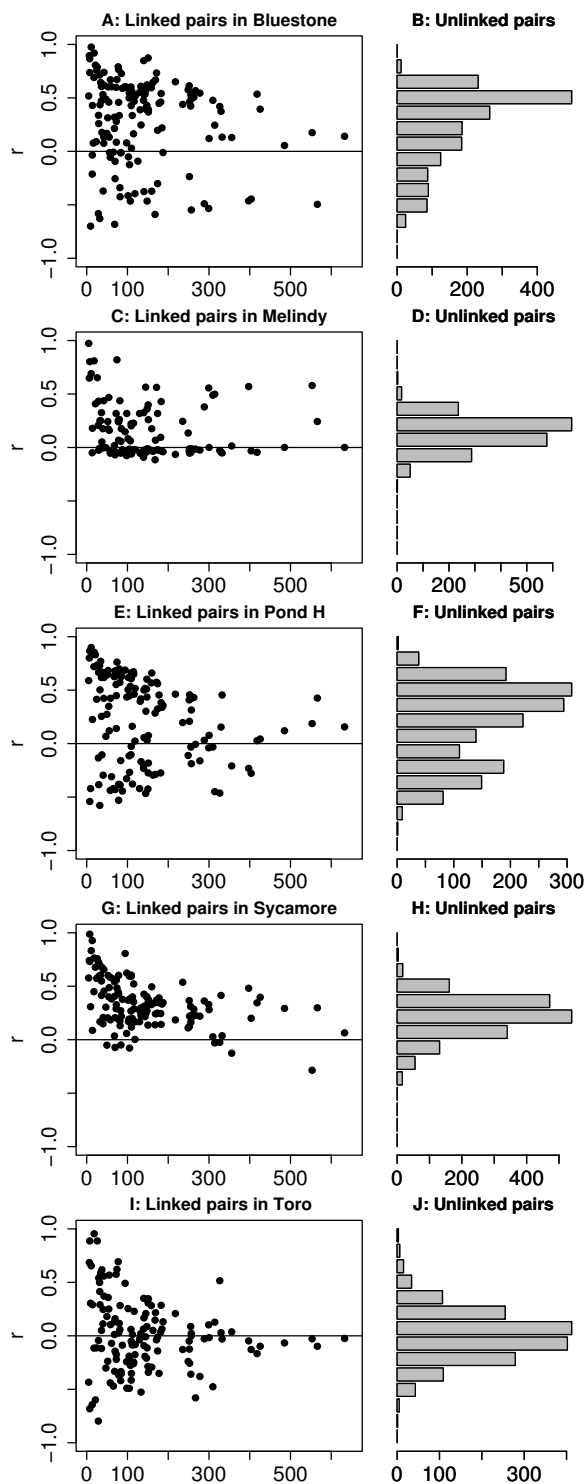 A: Linked pairs in Bluestone
B: Unlinked pairs
r
1.0
0.5
0.0
−1.0
0 100 300 500
0 200 400
C: Linked pairs in Melindy
D: Unlinked pairs
r
1.0
0.5
0.0
−1.0
0 100 300 500
0 200 500
E: Linked pairs in Pond H
F: Unlinked pairs
r
1.0
0.5
0.0
−1.0
0 100 300 500
0 100 200 300
G: Linked pairs in Sycamore
H: Unlinked pairs
r
1.0
0.5
0.0
−1.0
0 100 300 500
0 200 400
I: Linked pairs in Toro
J: Unlinked pairs
r
1.0
0.5
0.0
−1.0
0 100 300 500
0 100 300